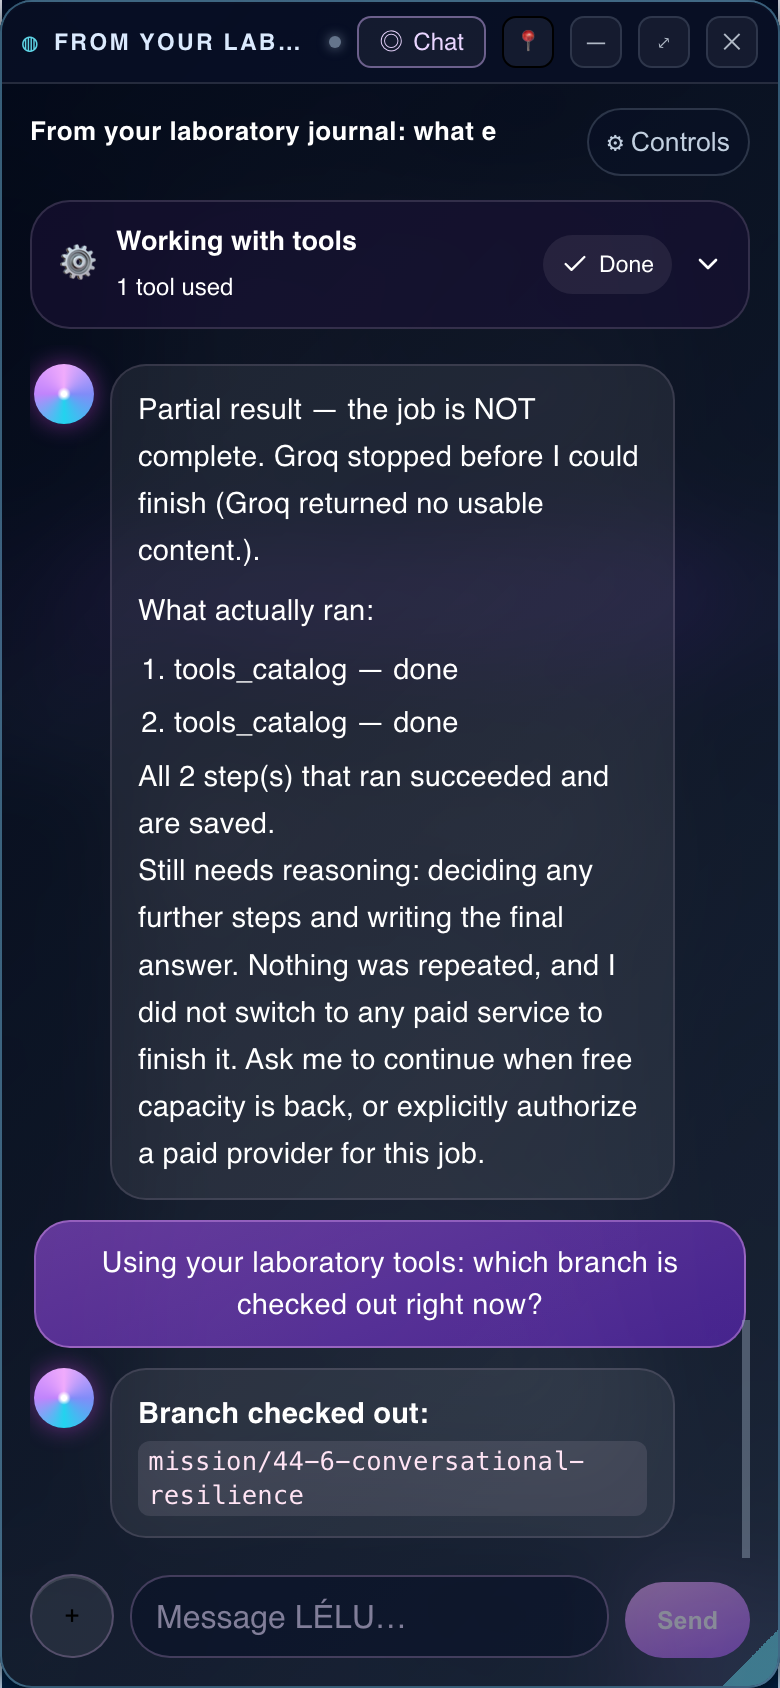 FROM YOUR LAB...
Chat
From your laboratory journal: what e
Controls
Working with tools
1 tool used
Done
Partial result — the job is NOT
complete. Groq stopped before I could
finish (Groq returned no usable
content.).
What actually ran:
1. tools_catalog — done
2. tools_catalog — done
All 2 step(s) that ran succeeded and
are saved.
Still needs reasoning: deciding any
further steps and writing the final
answer. Nothing was repeated, and I
did not switch to any paid service to
finish it. Ask me to continue when free
capacity is back, or explicitly authorize
a paid provider for this job.
Using your laboratory tools: which branch is
checked out right now?
Branch checked out:
mission/44-6-conversational-
resilience
+
Message LÉLU...
Send